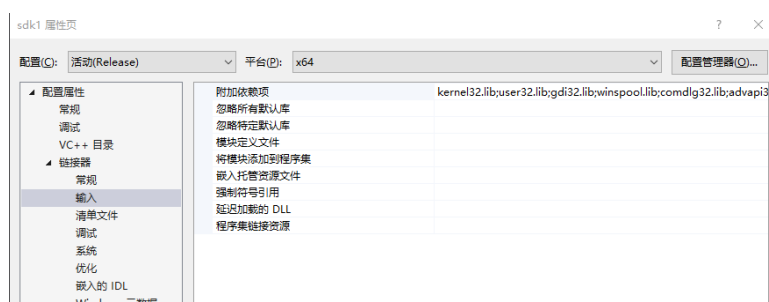 sdk1 属性页
配置(C): 活动(Release) 平台(P): x64 配置管理器(O)...
配置属性
常规
调试
VC++ 目录
链接器
常规
输入
清单文件
调试
系统
优化
嵌入的 IDL
附加依赖项 kernel32.lib;user32.lib;gdi32.lib;winspool.lib;comdlg32.lib;advapi3
忽略所有默认库
忽略特定默认库
模块定义文件
将模块添加到程序集
嵌入托管资源文件
强制符号引用
延迟加载的 DLL
程序集链接资源